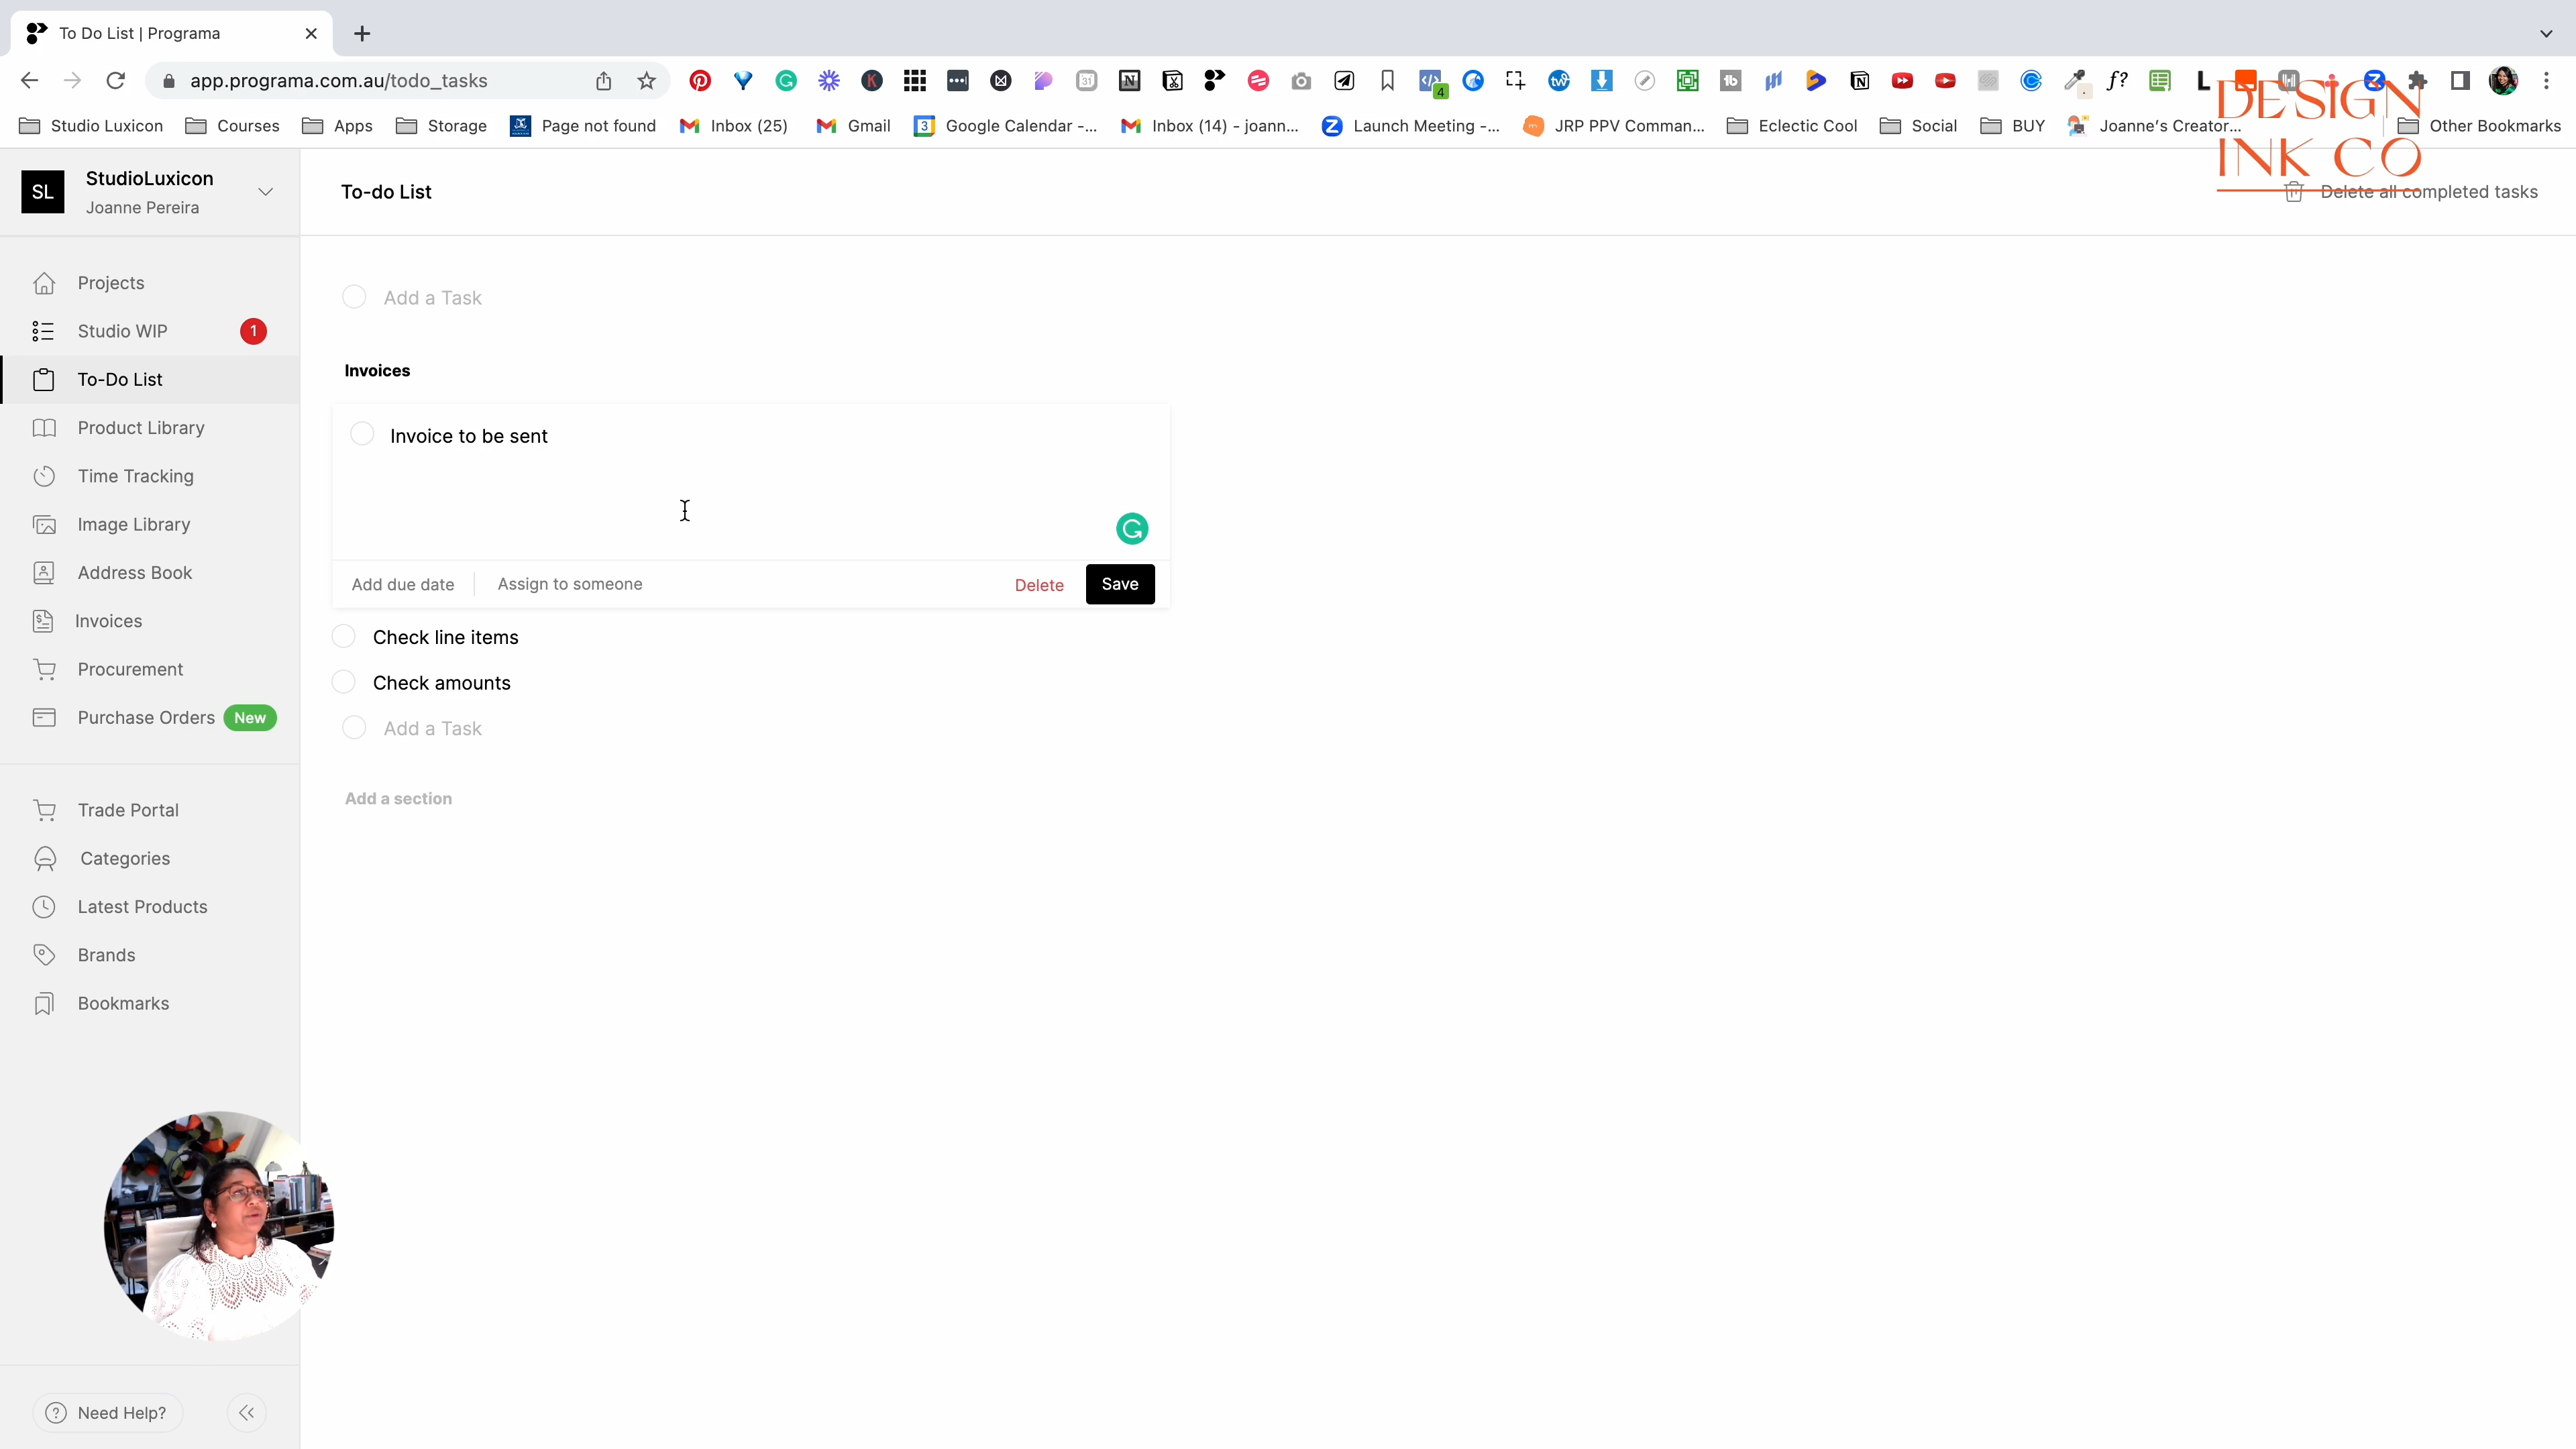 To Do List | Programa
app.programa.com.au/todo_tasks
Studio Luxicon
Courses
Apps
Storage
Page not found
Inbox (25)
Gmail
Google Calendar -...
Inbox (14) - joann...
Launch Meeting -...
JRP PPV Comman...
Eclectic Cool
Social
BUY
Joanne's Creator...
Other Bookmarks
DESIGN
INK CO
SL
StudioLuxicon
Joanne Pereira
To-do List
Delete all completed tasks
Projects
Studio WIP
1
To-Do List
Product Library
Time Tracking
Image Library
Address Book
Invoices
Procurement
Purchase Orders
New
Trade Portal
Categories
Latest Products
Brands
Bookmarks
Need Help?
Add a Task
Invoices
Invoice to be sent
Add due date
Assign to someone
Delete
Save
Check line items
Check amounts
Add a Task
Add a section